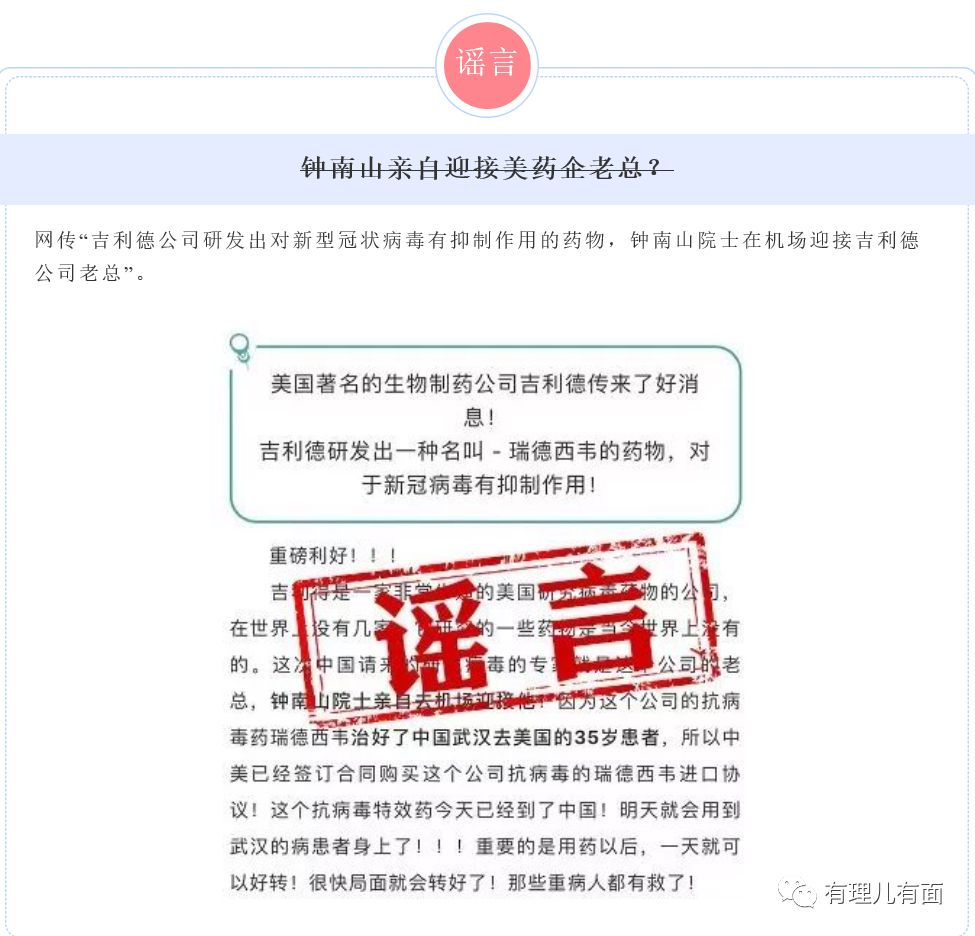 谣言
钟南山亲自迎接美药企老总？
网传“吉利德公司研发出对新型冠状病毒有抑制作用的药物，钟南山院士在机场迎接吉利德
公司老总”。
美国著名的生物制药公司吉利德传来了好消
息！
吉利德研发出一种名叫-瑞德西韦的药物，对
于新冠病毒有抑制作用！
重磅利好！！！
吉利得是一家非常的美国研究病毒药物的公司，
在世界上没有几家，的一些药物是当今世界上没有
的。这次中国请来的病毒的专家就是这个公司的老
总，钟南山院士亲自去机场迎接他！因为这个公司的抗病
毒药瑞德西韦治好了中国武汉去美国的35岁患者，所以中
美已经签订合同购买这个公司抗病毒的瑞德西韦进口协
议！这个抗病毒特效药今天已经到了中国！明天就会用到
武汉的病患者身上了！！！重要的是用药以后，一天就可
以好转！很快局面就会转好了！那些重病人都有救了！
谣言
有理儿有面